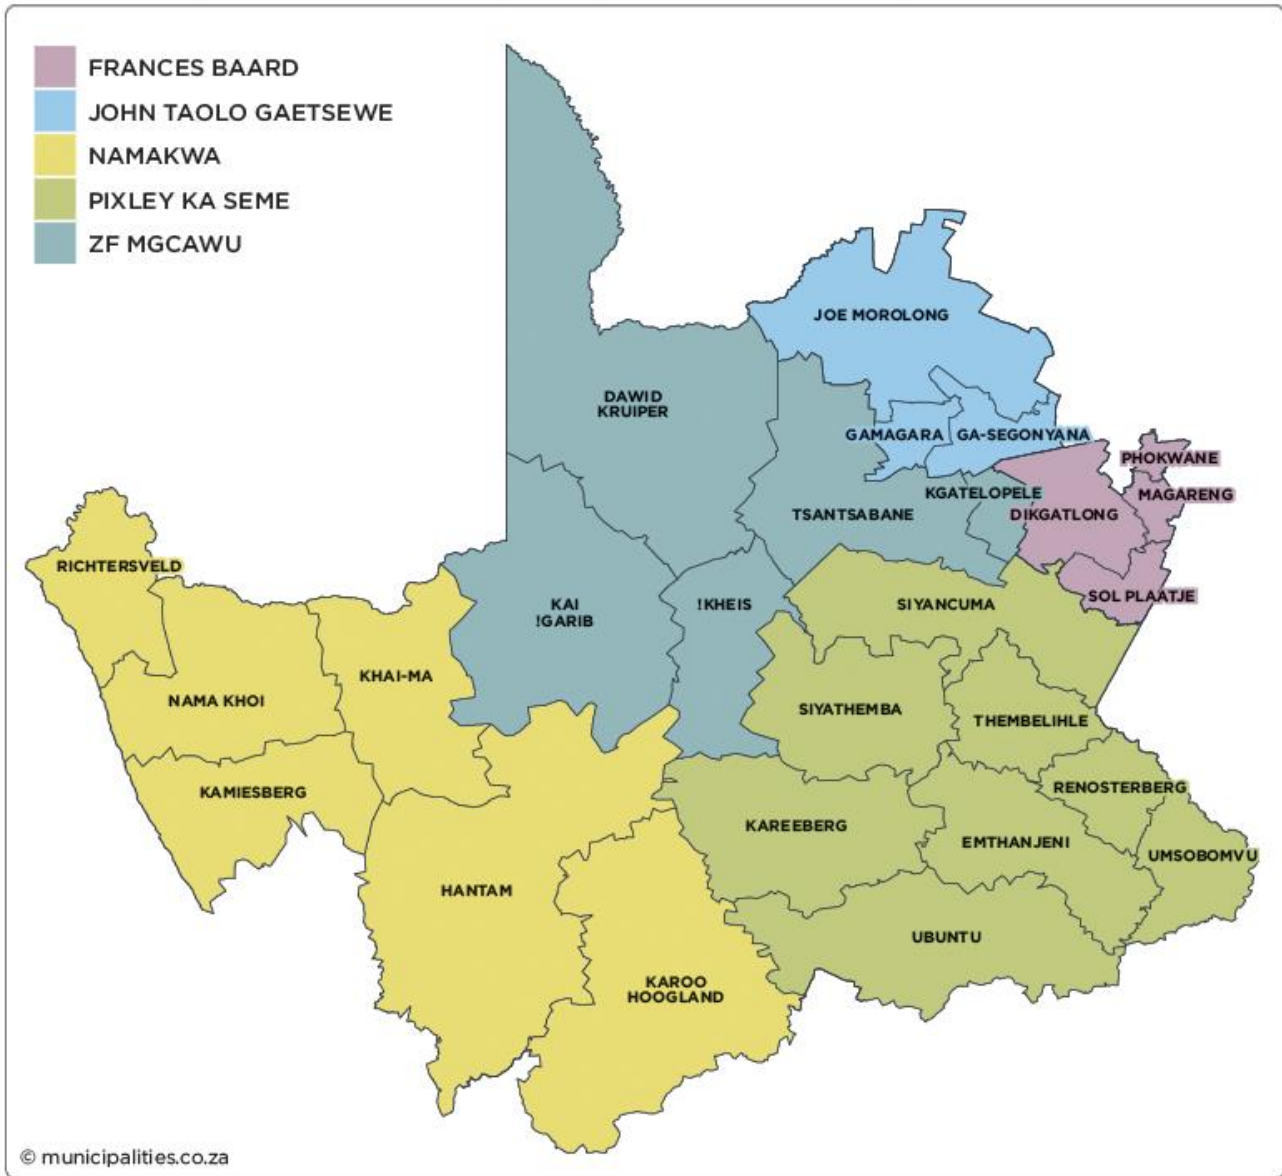 FRANCES BAARD
JOHN TAOLO GAETSEWE
NAMAKWA
PIXLEY KA SEME
ZF MGCAWU
JOE MOROLONG
DAWID
KRUIPER
GAMAGARA
GA-SEGONYANA
PHOKWANE
KGATELOPELE
MAGARENG
TSANTSABANE
DIKGATLONG
RICHTERSVELD
KAI
!GARIB
!KHEIS
SIYANCUMA
SOL PLAATJE
KHAI-MA
NAMA KHOI
SIYATHEMBA
THEMBELIHLE
KAMIESBERG
RENOSTERBERG
KAREEBERG
EMTHANJENI
UMSOBOMVU
HANTAM
UBUNTU
KAROO
HOOGLAND
© municipalities.co.za